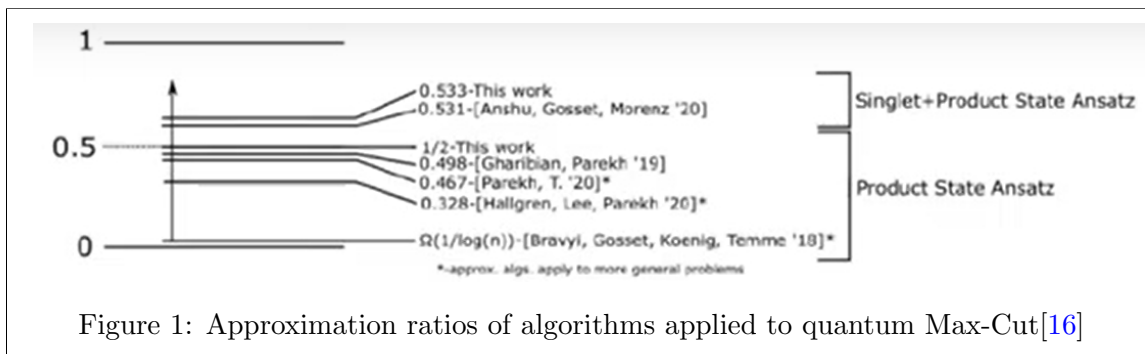 1
0.533-This work
0.531-[Anshu, Gosset, Morenz '20]
Singlet+Product State Ansatz
0.5
1/2-This work
0.498-[Gharibian, Parekh '19]
0.467-[Parekh, T. '20]*
Product State Ansatz
0.328-[Hallgren, Lee, Parekh '20]*
0
Ω(1/log(n))-[Bravyi, Gosset, Koenig, Temme '18]*
*-approx. algs. apply to more general problems
Figure 1: Approximation ratios of algorithms applied to quantum Max-Cut[16]